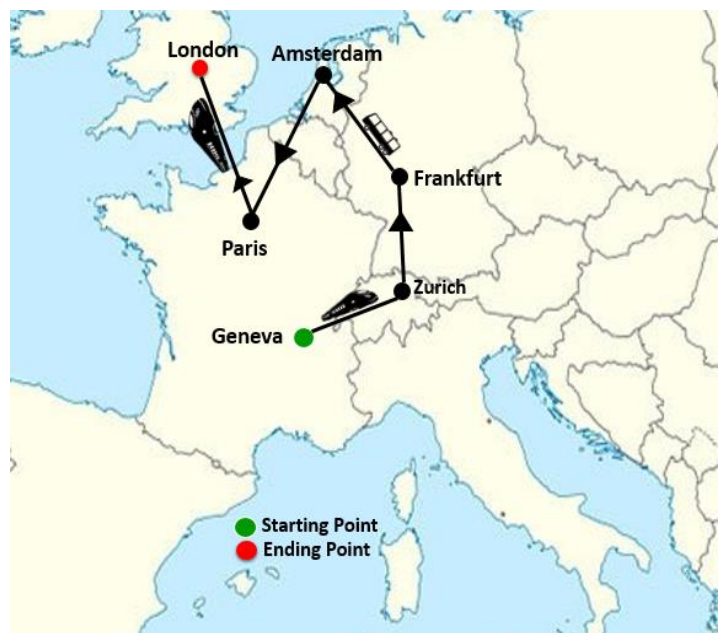 London
Amsterdam
Frankfurt
Paris
Zurich
Geneva
Starting Point
Ending Point